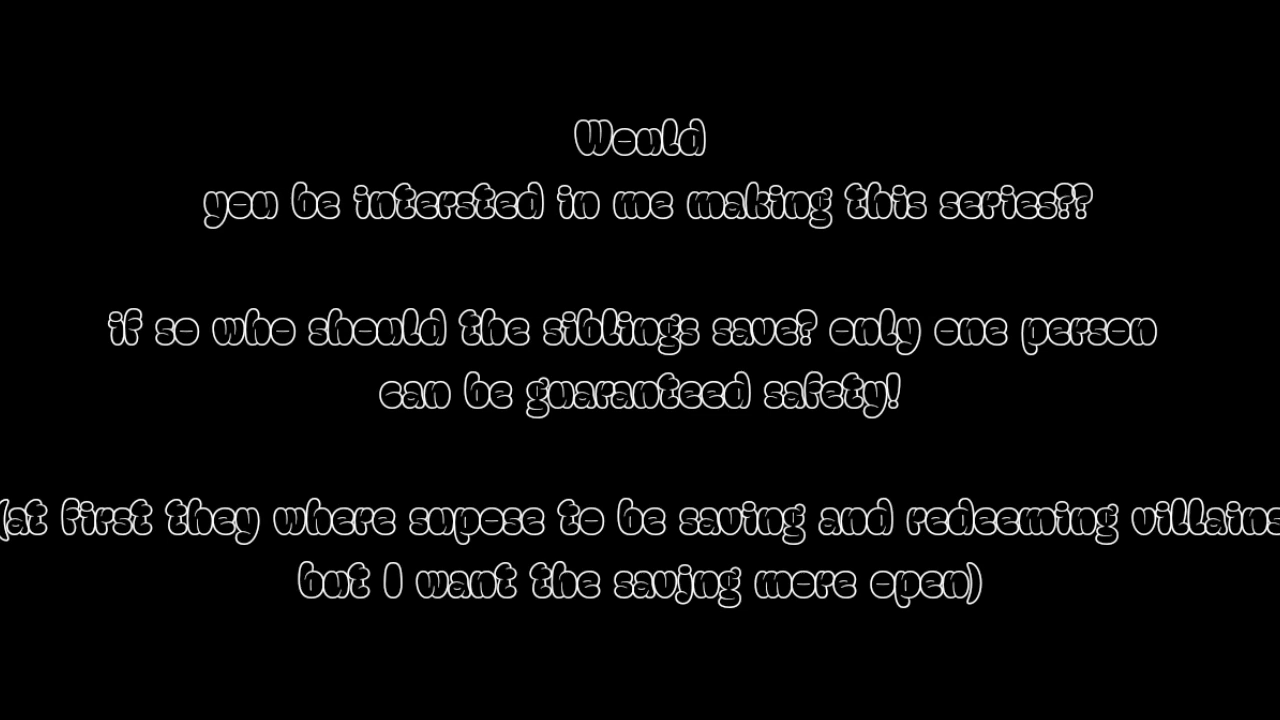 Would
you be intersted in me making this series??
if so who should the siblings save? only one person
can be guaranteed safety!
(at first they where supose to be saving and redeeming villains
but I want the savjng more open)